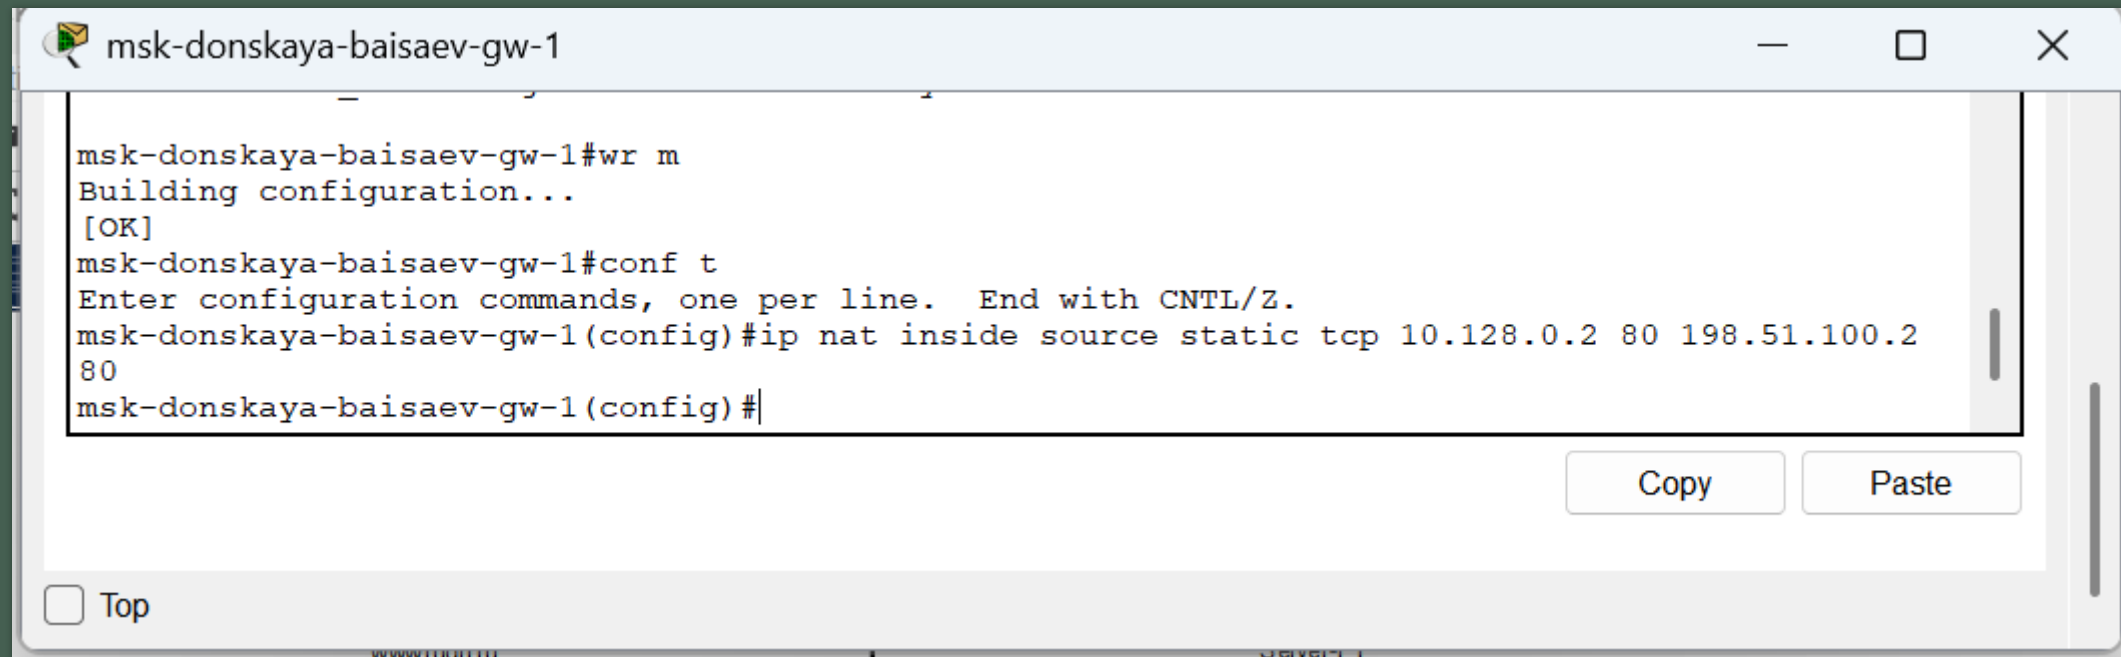 msk-donskaya-baisaev-gw-1
msk-donskaya-baisaev-gw-1#wr m
Building configuration...
[OK]
msk-donskaya-baisaev-gw-1#conf t
Enter configuration commands, one per line.  End with CNTL/Z.
msk-donskaya-baisaev-gw-1(config)#ip nat inside source static tcp 10.128.0.2 80 198.51.100.2
80
msk-donskaya-baisaev-gw-1(config)#
Copy
Paste
Top